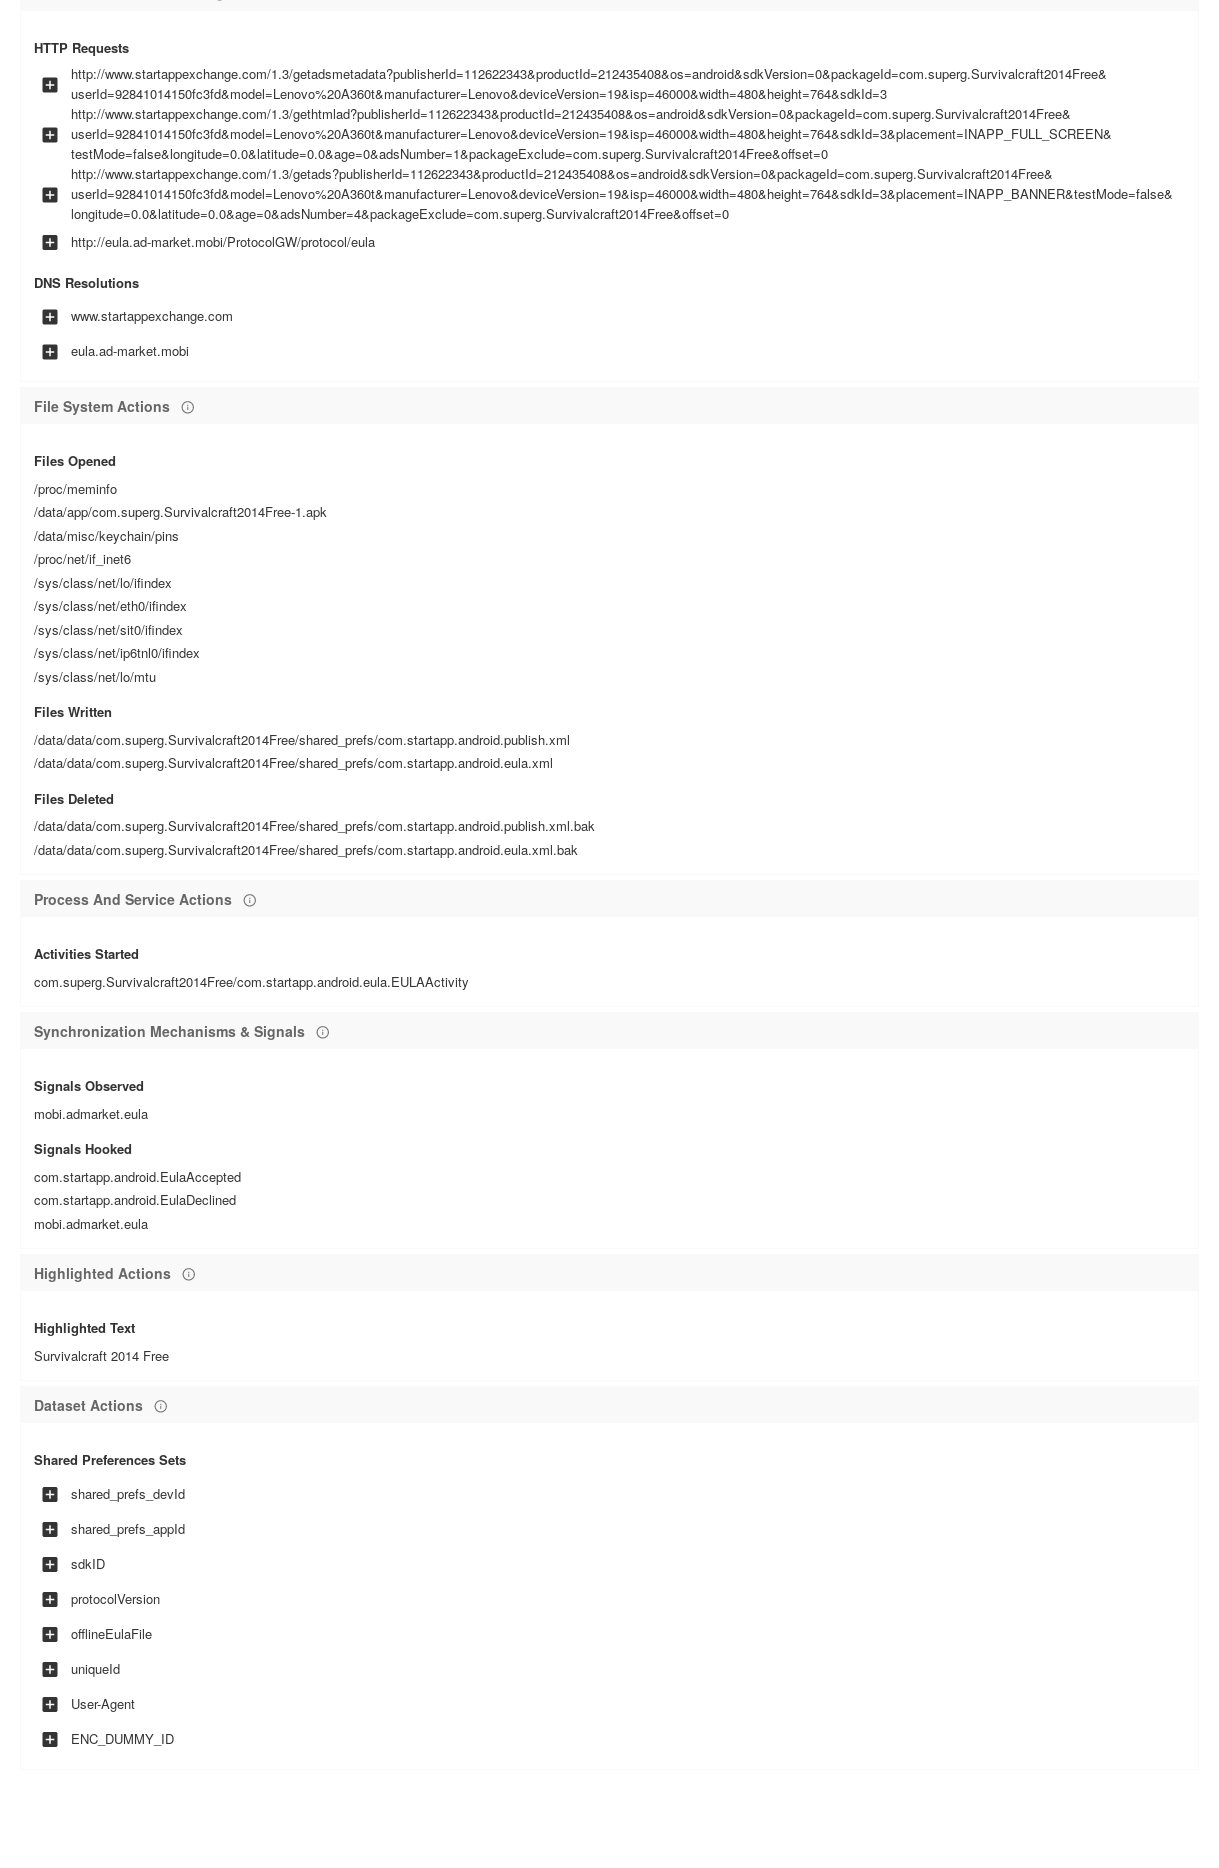 HTTP Requests
http://www.startappexchange.com/1.3/getadsmetadata?publisherId=112622343&productId=212435408&os=android&sdkVersion=0&packageId=com.superg.Survivalcraft2014Free&
userId=92841014150fc3fd&model=Lenovo%20A360t&manufacturer=Lenovo&deviceVersion=19&isp=46000&width=480&height=764&sdkId=3
http://www.startappexchange.com/1.3/gethtmlad?publisherId=112622343&productId=212435408&os=android&sdkVersion=0&packageId=com.superg.Survivalcraft2014Free&
userId=92841014150fc3fd&model=Lenovo%20A360t&manufacturer=Lenovo&deviceVersion=19&isp=46000&width=480&height=764&sdkId=3&placement=INAPP_FULL_SCREEN&
testMode=false&longitude=0.0&latitude=0.0&age=0&adsNumber=1&packageExclude=com.superg.Survivalcraft2014Free&offset=0
http://www.startappexchange.com/1.3/getads?publisherId=112622343&productId=212435408&os=android&sdkVersion=0&packageId=com.superg.Survivalcraft2014Free&
userId=92841014150fc3fd&model=Lenovo%20A360t&manufacturer=Lenovo&deviceVersion=19&isp=46000&width=480&height=764&sdkId=3&placement=INAPP_BANNER&testMode=false&
longitude=0.0&latitude=0.0&age=0&adsNumber=4&packageExclude=com.superg.Survivalcraft2014Free&offset=0
http://eula.ad-market.mobi/ProtocolGW/protocol/eula
DNS Resolutions
www.startappexchange.com
eula.ad-market.mobi
File System Actions
Files Opened
/proc/meminfo
/data/app/com.superg.Survivalcraft2014Free-1.apk
/data/misc/keychain/pins
/proc/net/if_inet6
/sys/class/net/lo/ifindex
/sys/class/net/eth0/ifindex
/sys/class/net/sit0/ifindex
/sys/class/net/ip6tnl0/ifindex
/sys/class/net/lo/mtu
Files Written
/data/data/com.superg.Survivalcraft2014Free/shared_prefs/com.startapp.android.publish.xml
/data/data/com.superg.Survivalcraft2014Free/shared_prefs/com.startapp.android.eula.xml
Files Deleted
/data/data/com.superg.Survivalcraft2014Free/shared_prefs/com.startapp.android.publish.xml.bak
/data/data/com.superg.Survivalcraft2014Free/shared_prefs/com.startapp.android.eula.xml.bak
Process And Service Actions
Activities Started
com.superg.Survivalcraft2014Free/com.startapp.android.eula.EULAActivity
Synchronization Mechanisms & Signals
Signals Observed
mobi.admarket.eula
Signals Hooked
com.startapp.android.EulaAccepted
com.startapp.android.EulaDeclined
mobi.admarket.eula
Highlighted Actions
Highlighted Text
Survivalcraft 2014 Free
Dataset Actions
Shared Preferences Sets
shared_prefs_devId
shared_prefs_appId
sdkID
protocolVersion
offlineEulaFile
uniqueId
User-Agent
ENC_DUMMY_ID